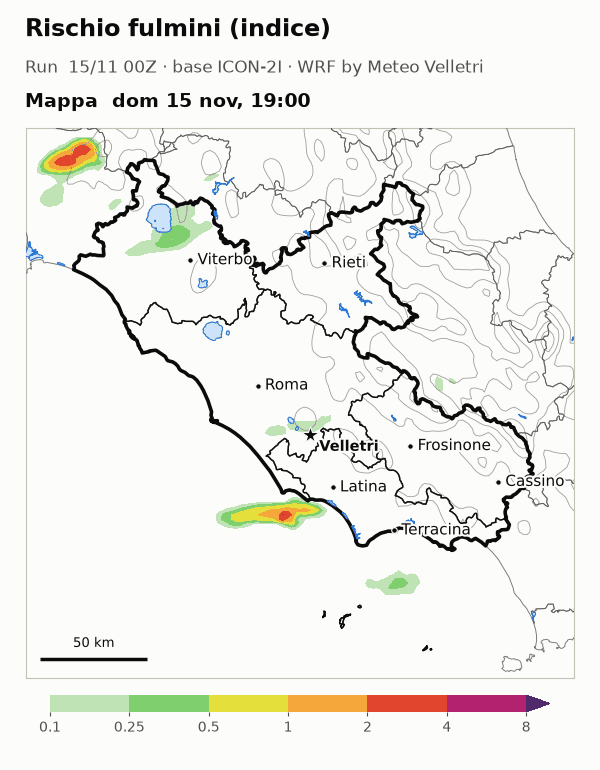 Rischio fulmini (indice)
Run  15/11 00Z · base ICON-2I · WRF by Meteo Velletri
Mappa  dom 15 nov, 19:00
Viterbo
Rieti
Roma
Velletri
Frosinone
Cassino
Latina
Terracina
50 km
0.1 0.25 0.5 1 2 4 8